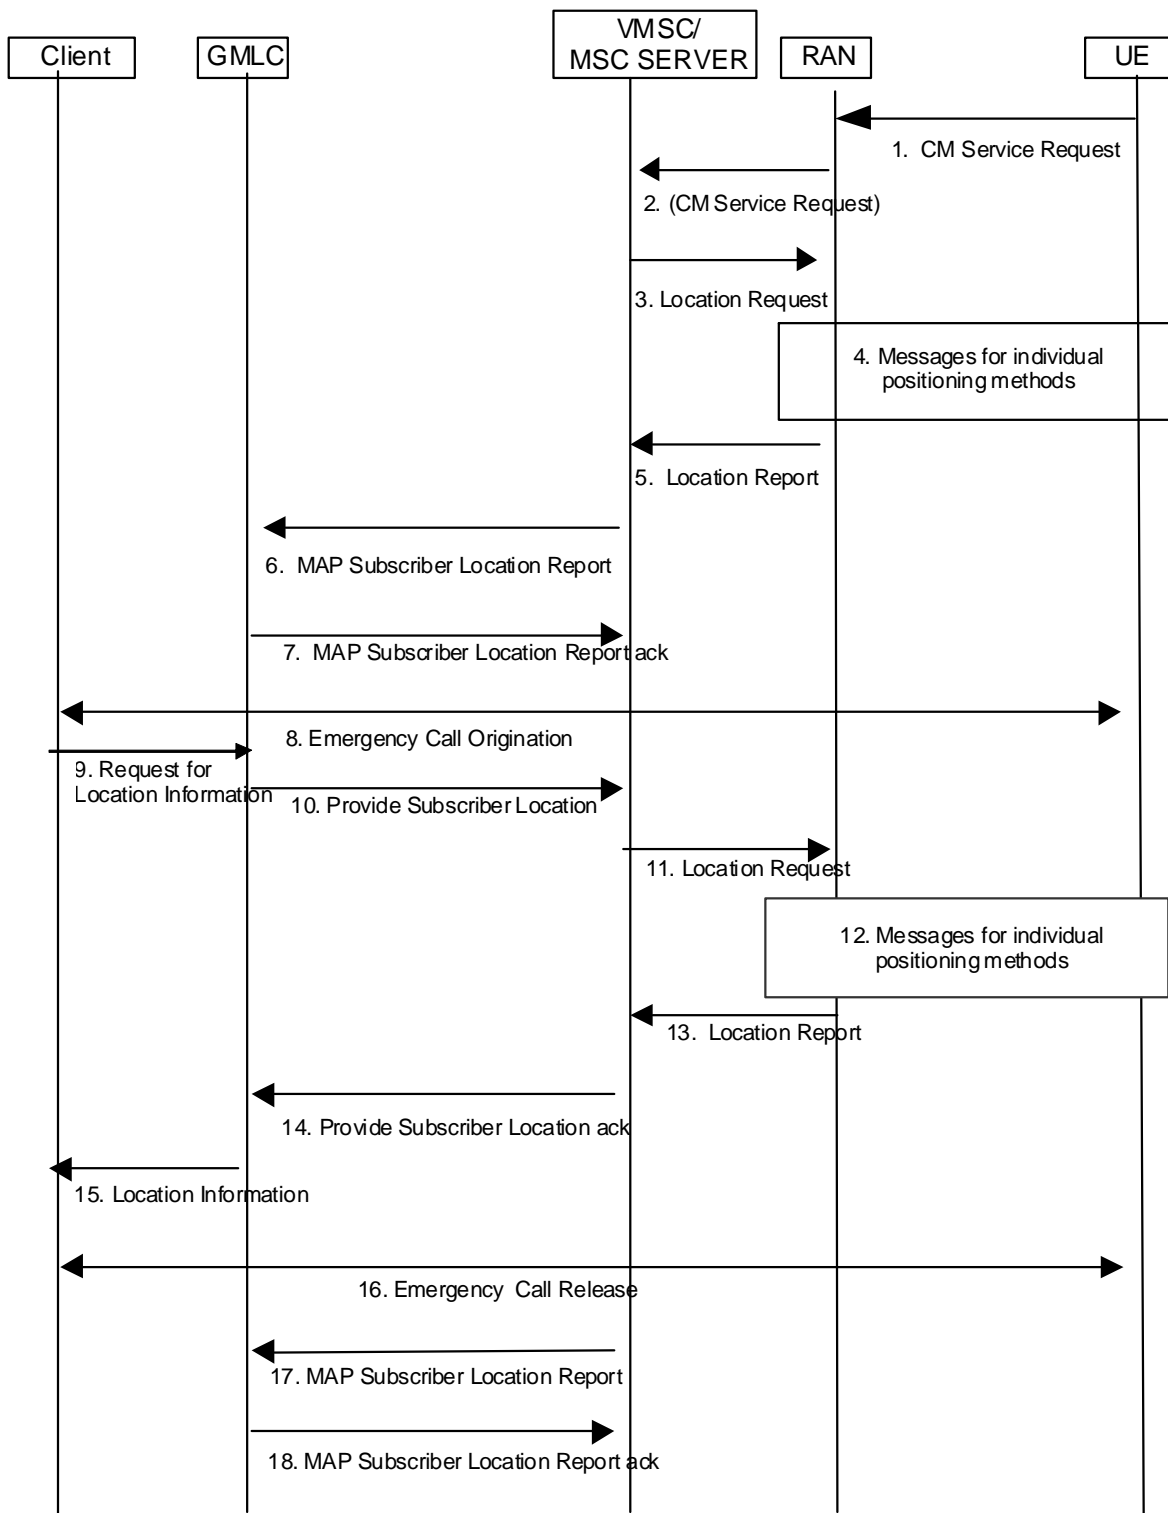 Client
GMLC
VMSC/
MSC SERVER
RAN
UE
1. CM Service Request
2. (CM Service Request)
3. Location Request
4. Messages for individual
positioning methods
5. Location Report
6. MAP Subscriber Location Report
7. MAP Subscriber Location Report ack
8. Emergency Call Origination
9. Request for
Location Information
10. Provide Subscriber Location
11. Location Request
12. Messages for individual
positioning methods
13. Location Report
14. Provide Subscriber Location ack
15. Location Information
16. Emergency Call Release
17. MAP Subscriber Location Report
18. MAP Subscriber Location Report ack